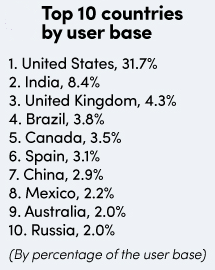 Top 10 countries
by user base
1. United States, 31.7%
2. India, 8.4%
3. United Kingdom, 4.3%
4. Brazil, 3.8%
5. Canada, 3.5%
6. Spain, 3.1%
7. China, 2.9%
8. Mexico, 2.2%
9. Australia, 2.0%
10. Russia, 2.0%
(By percentage of the user base)